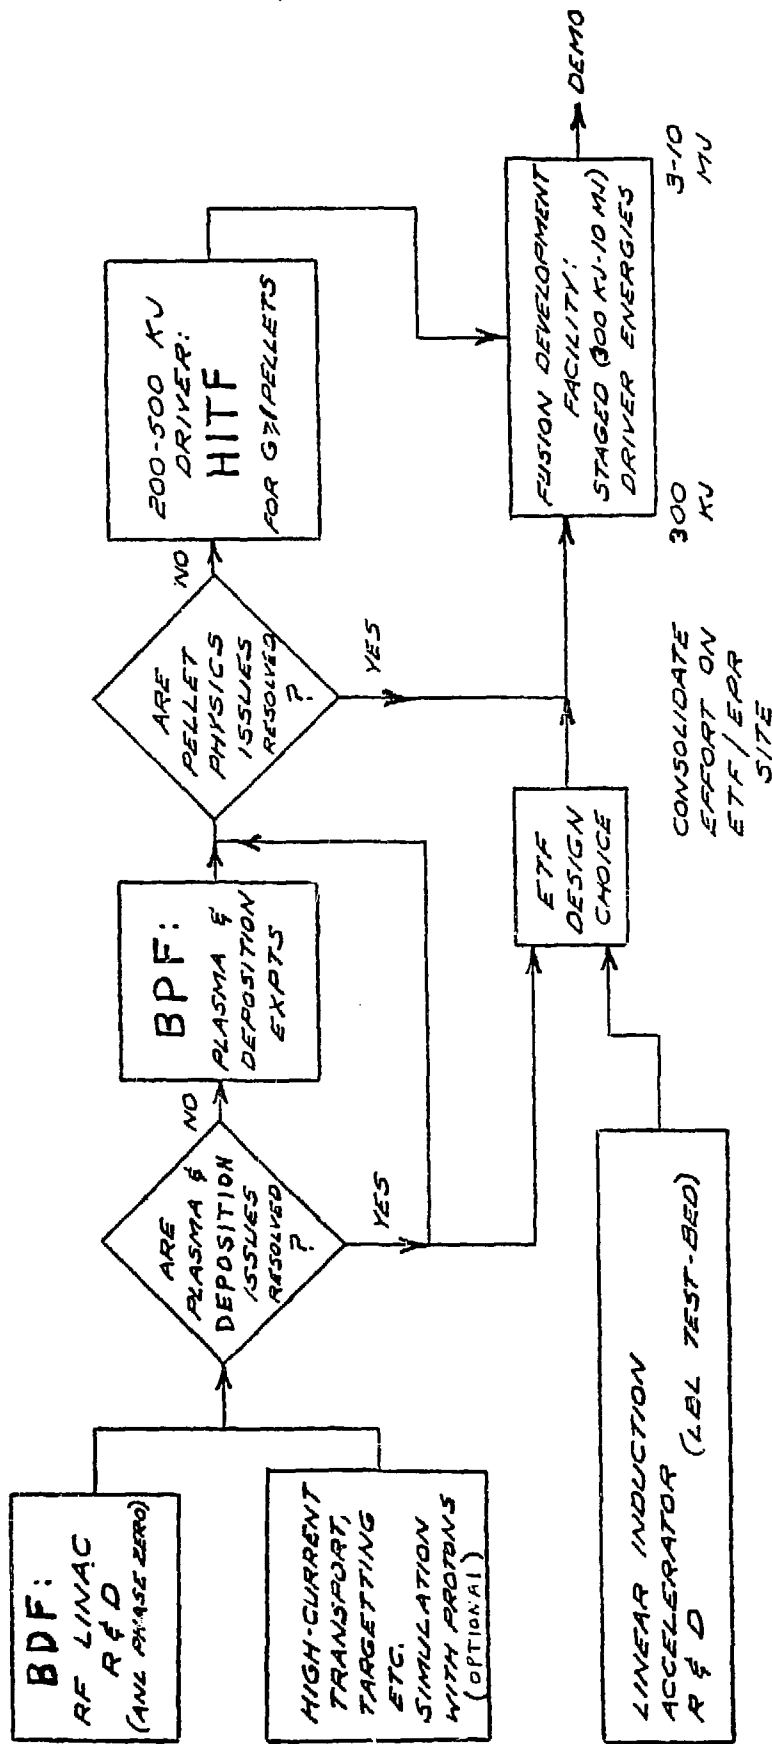 BDF:
RF LINAC
R & D
(ANL PHASE ZERO)
HIGH-CURRENT
TRANSPORT,
TARGETTING
ETC.
SIMULATION
WITH PROTONS
(OPTIONAL)
LINEAR INDUCTION
ACCELERATOR
R & D (LBL TEST-BED)
ARE
PLASMA &
DEPOSITION
ISSUES
RESOLVED
?
NO
YES
BPF:
PLASMA &
DEPOSITION
EXPTS
ARE
PELLET
PHYSICS
ISSUES
RESOLVED
?
NO
YES
ETF
DESIGN
CHOICE
200-500 KJ
DRIVER:
HITF
FOR G≥1 PELLETS
FUSION DEVELOPMENT
FACILITY:
STAGED (300 KJ-10 MJ)
DRIVER ENERGIES
DEMO
CONSOLIDATE
EFFORT ON
ETF/EPR
SITE
300
KJ
3-10
MJ